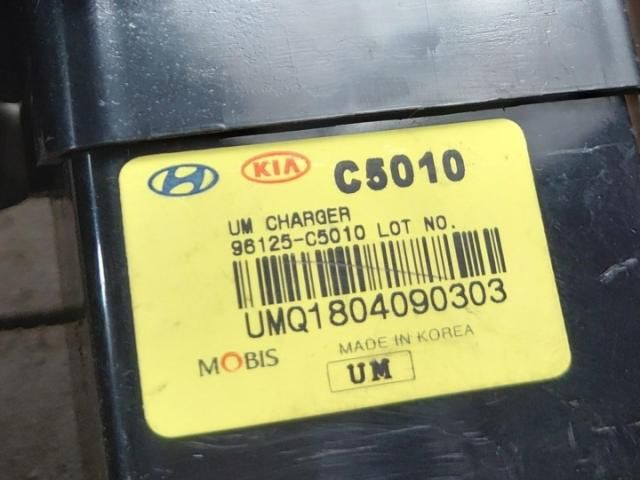 KIA C5010
UM CHARGER
96125-C5010 LOT NO.
UMQ1804090303
MOBIS MADE IN KOREA
UM